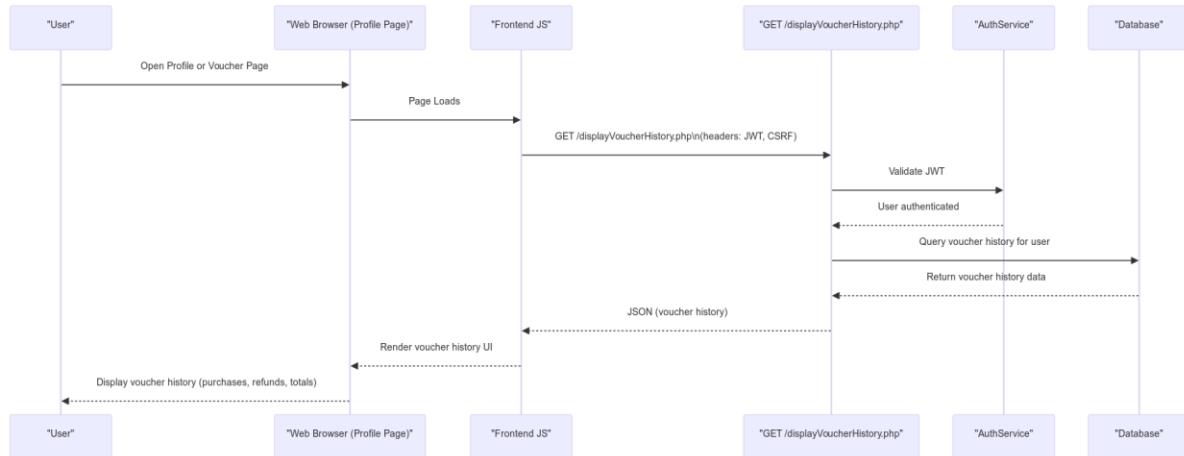 "User"
"Web Browser (Profile Page)"
"Frontend JS"
"GET /displayVoucherHistory.php"
"AuthService"
"Database"
Open Profile or Voucher Page
Page Loads
GET /displayVoucherHistory.php\n(headers: JWT, CSRF)
Validate JWT
User authenticated
Query voucher history for user
Return voucher history data
JSON (voucher history)
Render voucher history UI
Display voucher history (purchases, refunds, totals)
"User"
"Web Browser (Profile Page)"
"Frontend JS"
"GET /displayVoucherHistory.php"
"AuthService"
"Database"